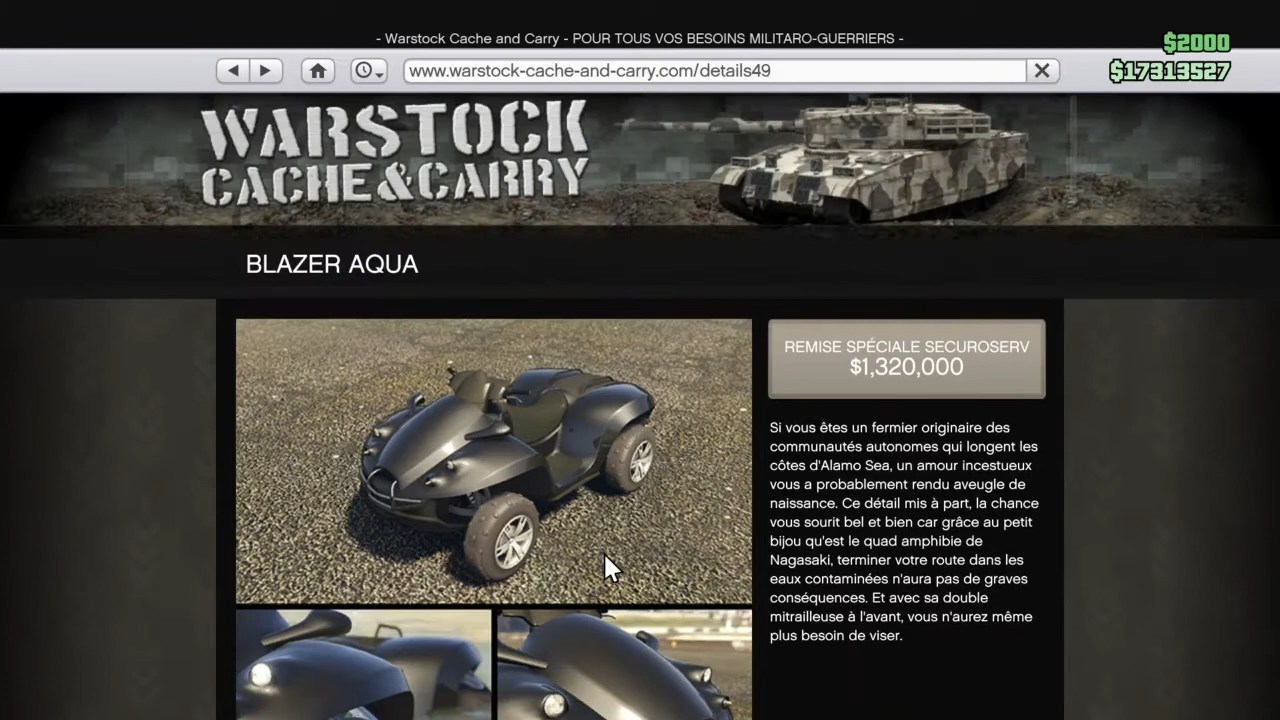 - Warstock Cache and Carry - POUR TOUS VOS BESOINS MILITARO-GUERRIERS -
$2000
www.warstock-cache-and-carry.com/details49
$17313527
WARSTOCK
CACHE&CARRY
BLAZER AQUA
REMISE SPÉCIALE SECUROSERV
$1,320,000
Si vous êtes un fermier originaire des
communautés autonomes qui longent les
côtes d'Alamo Sea, un amour incestueux
vous a probablement rendu aveugle de
naissance. Ce détail mis à part, la chance
vous sourit bel et bien car grâce au petit
bijou qu'est le quad amphibie de
Nagasaki, terminer votre route dans les
eaux contaminées n'aura pas de graves
conséquences. Et avec sa double
mitrailleuse à l'avant, vous n'aurez même
plus besoin de viser.